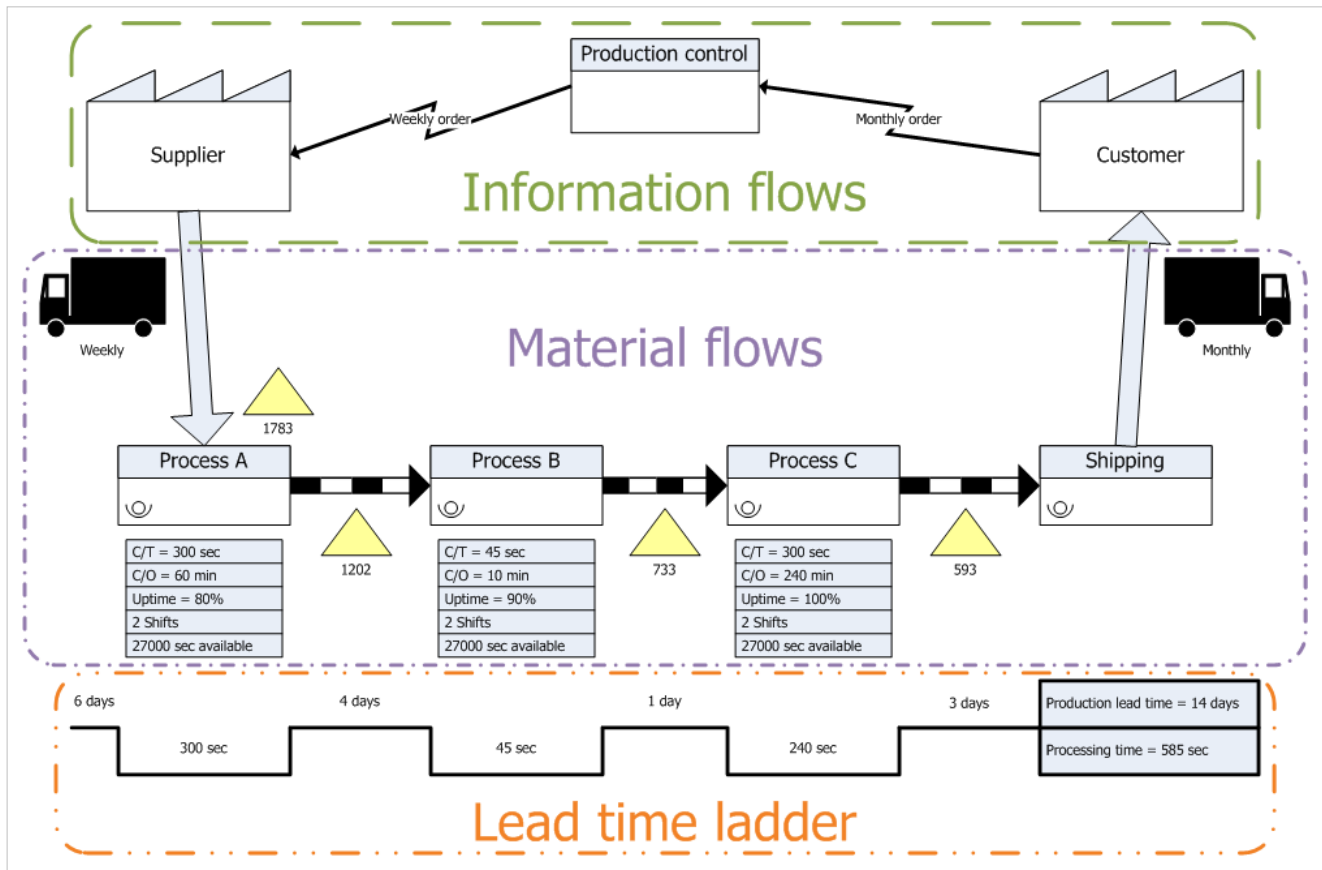 Production control
Weekly order
Monthly order
Supplier
Customer
Information flows
Weekly
Material flows
Monthly
1783
Process A
Process B
Process C
Shipping
1202
733
593
C/T = 300 sec
C/O = 60 min
Uptime = 80%
2 Shifts
27000 sec available
C/T = 45 sec
C/O = 10 min
Uptime = 90%
2 Shifts
27000 sec available
C/T = 300 sec
C/O = 240 min
Uptime = 100%
2 Shifts
27000 sec available
6 days
4 days
1 day
3 days
Production lead time = 14 days
300 sec
45 sec
240 sec
Processing time = 585 sec
Lead time ladder